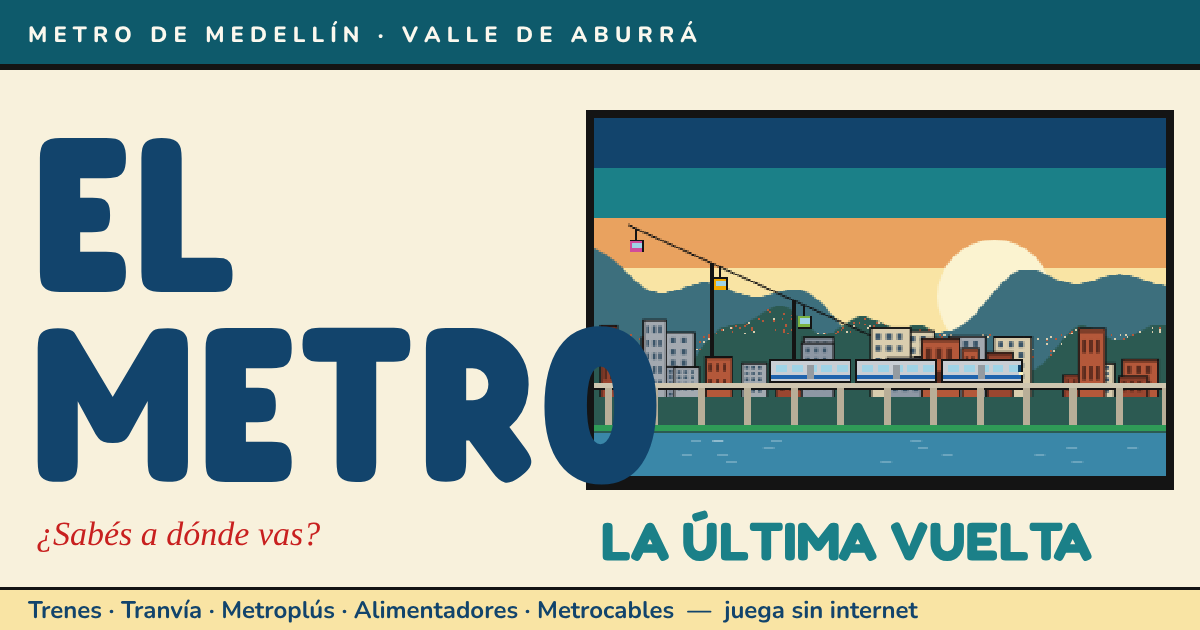 METRO DE MEDELLÍN · VALLE DE ABURRÁ
EL
METRO
¿Sabés a dónde vas?
LA ÚLTIMA VUELTA
Trenes · Tranvía · Metroplús · Alimentadores · Metrocables — juega sin internet